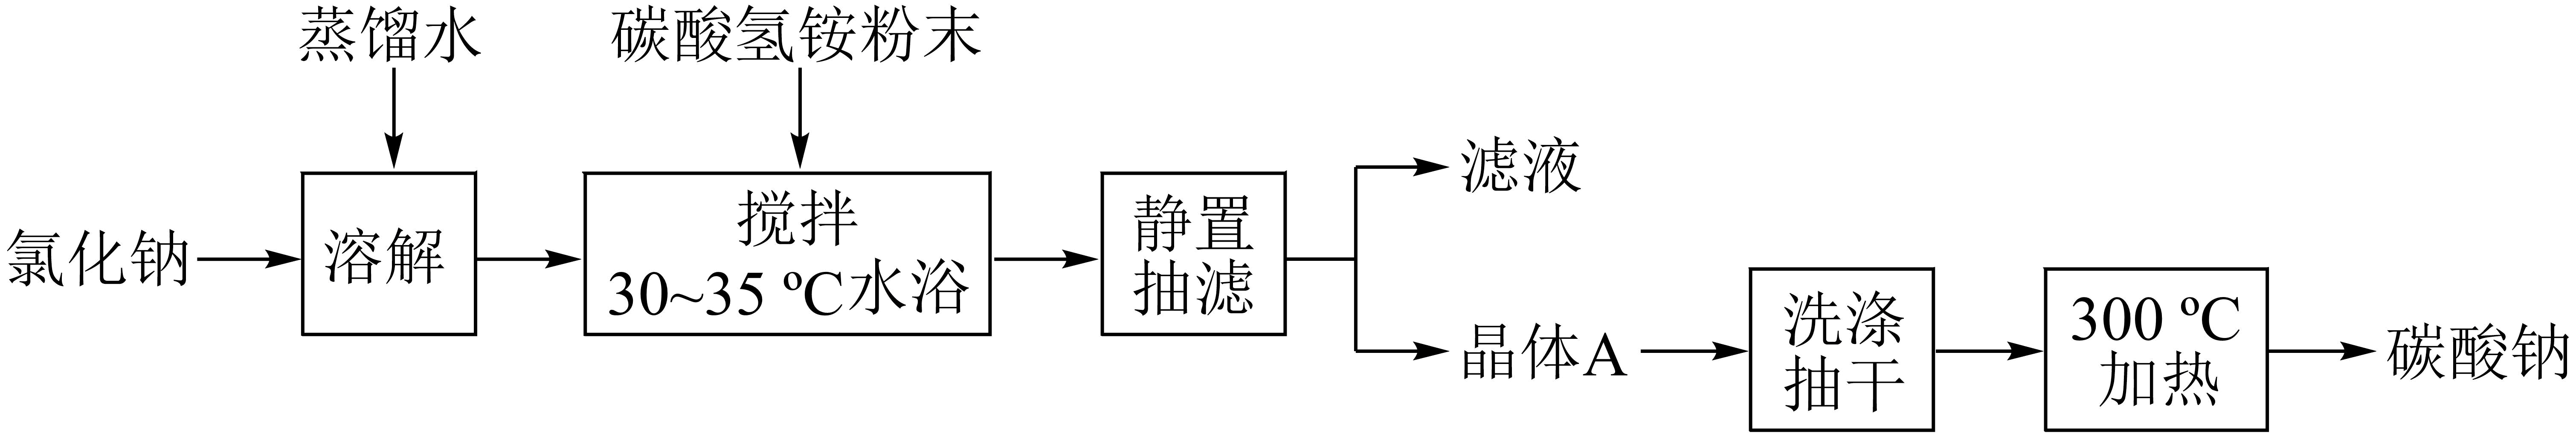 蒸馏水
碳酸氢铵粉末
氯化钠
溶解
搅拌
30~35 ºC水浴
静置
抽滤
滤液
晶体A
洗涤
抽干
300 ºC
加热
碳酸钠